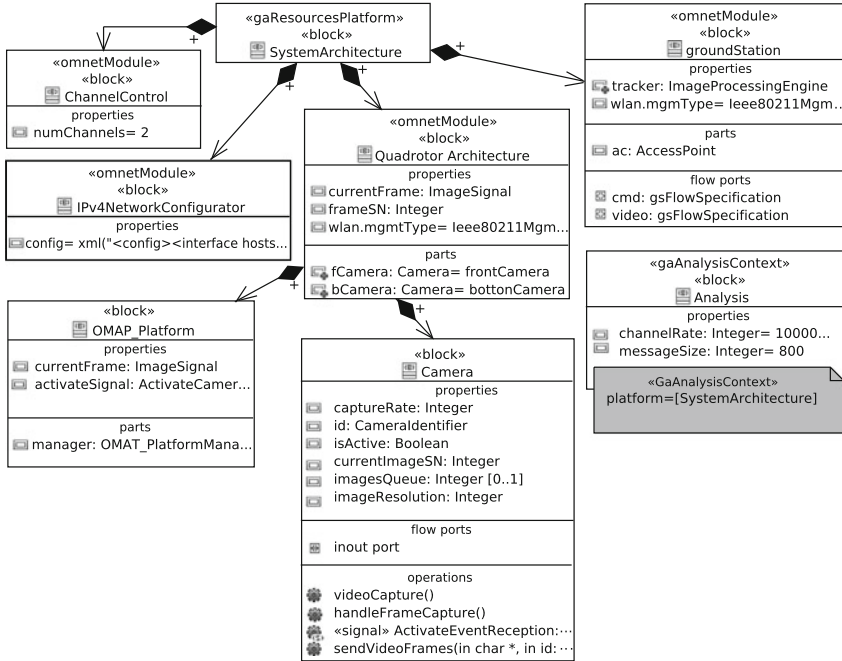 «gaResourcesPlatform»
«block»
SystemArchitecture
+
+
+
+
«omnetModule»
«block»
ChannelControl
properties
numChannels= 2
«omnetModule»
«block»
IPv4NetworkConfigurator
properties
config= xml("<config><interface hosts...
«omnetModule»
«block»
Quadrotor Architecture
properties
currentFrame: ImageSignal
frameSN: Integer
wlan.mgmtType= Ieee80211Mgm...
parts
fCamera: Camera= frontCamera
bCamera: Camera= bottonCamera
+
+
«omnetModule»
«block»
groundStation
properties
tracker: ImageProcessingEngine
wlan.mgmType= Ieee80211Mgm...
parts
ac: AccessPoint
flow ports
cmd: gsFlowSpecification
video: gsFlowSpecification
«gaAnalysisContext»
«block»
Analysis
properties
channelRate: Integer= 10000...
messageSize: Integer= 800
«GaAnalysisContext»
platform=[SystemArchitecture]
«block»
OMAP_Platform
properties
currentFrame: ImageSignal
activateSignal: ActivateCamer...
parts
manager: OMAT_PlatformMana...
«block»
Camera
properties
captureRate: Integer
id: CameraIdentifier
isActive: Boolean
currentImageSN: Integer
imagesQueue: Integer [0..1]
imageResolution: Integer
flow ports
inout port
operations
videoCapture()
handleFrameCapture()
«signal» ActivateEventReception:...
sendVideoFrames(in char *, in id: ...